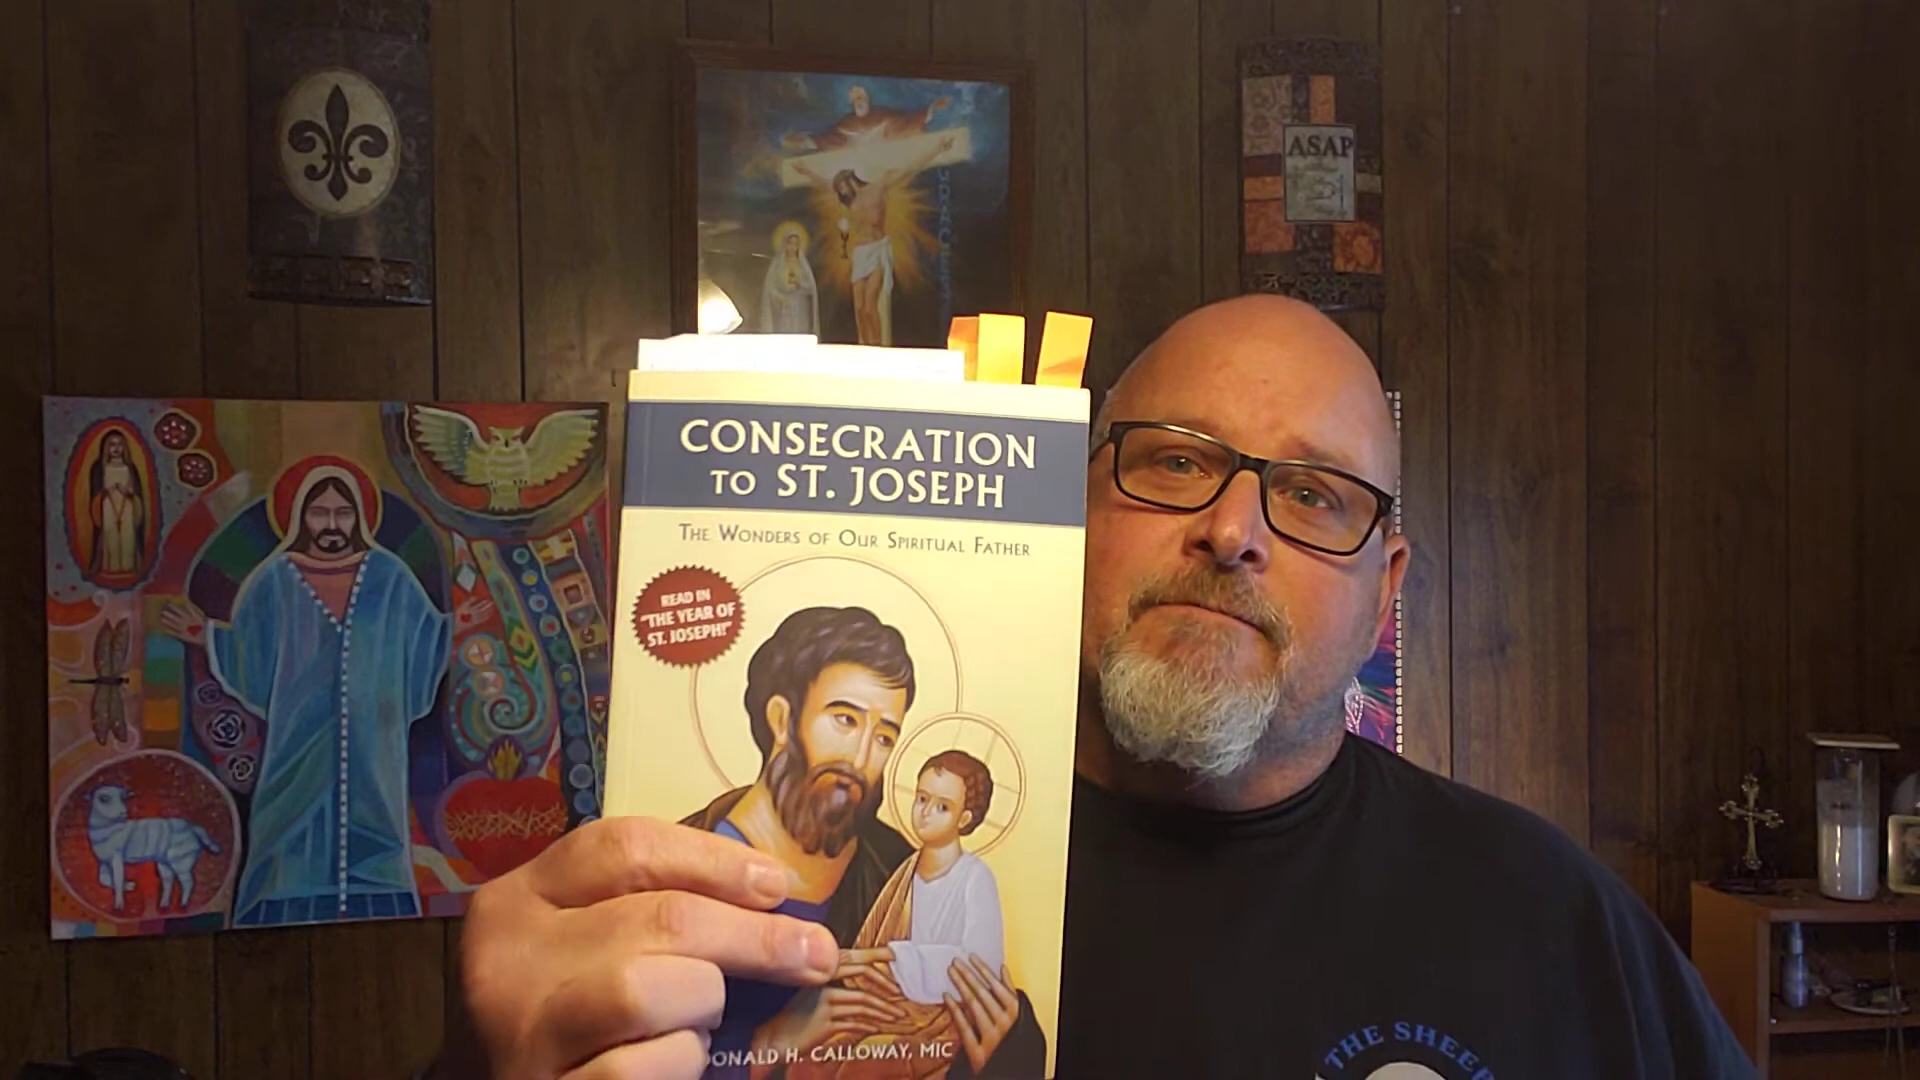 ASAP
CONSECRATION
TO ST. JOSEPH
THE WONDERS OF OUR SPIRITUAL FATHER
READ IN
"THE YEAR OF
ST. JOSEPH!"
DONALD H. CALLOWAY, MIC
THE SHEEP